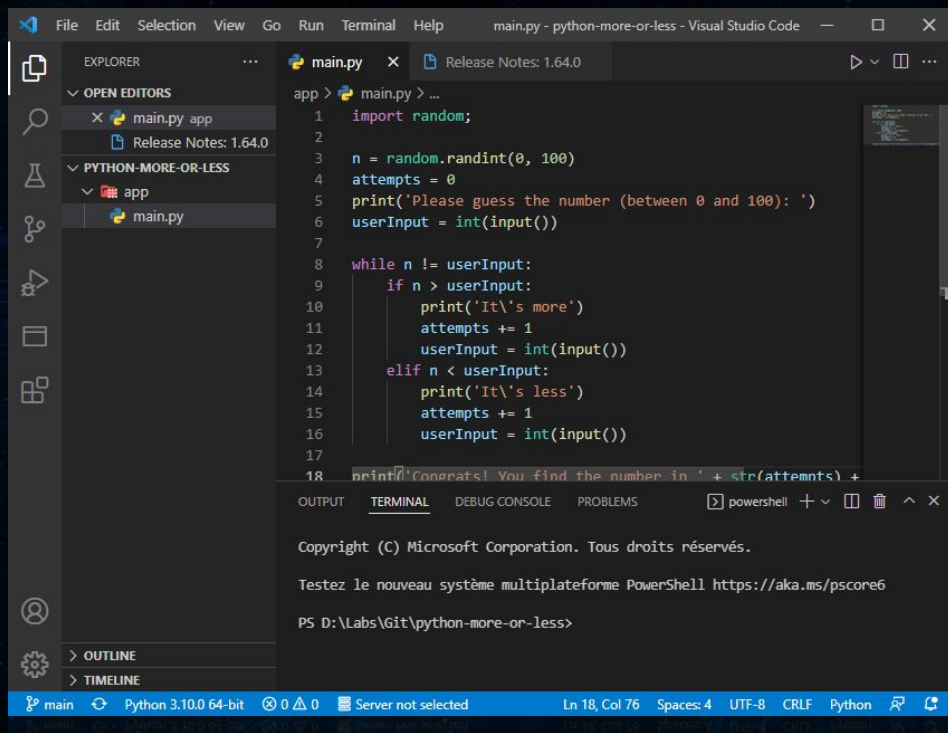 File Edit Selection View Go Run Terminal Help main.py - python-more-or-less - Visual Studio Code
EXPLORER
OPEN EDITORS
main.py app
Release Notes: 1.64.0
PYTHON-MORE-OR-LESS
app
main.py
OUTLINE
TIMELINE
main.py Release Notes: 1.64.0
app > main.py > ...
1 import random;
2
3 n = random.randint(0, 100)
4 attempts = 0
5 print('Please guess the number (between 0 and 100): ')
6 userInput = int(input())
7
8 while n != userInput:
9 if n > userInput:
10 print('It\'s more')
11 attempts += 1
12 userInput = int(input())
13 elif n < userInput:
14 print('It\'s less')
15 attempts += 1
16 userInput = int(input())
17
18 print('Congrats! You find the number in ' + str(attempts) +
OUTPUT TERMINAL DEBUG CONSOLE PROBLEMS powershell
Copyright (C) Microsoft Corporation. Tous droits réservés.
Testez le nouveau système multiplateforme PowerShell https://aka.ms/pscore6
PS D:\Labs\Git\python-more-or-less>
main Python 3.10.0 64-bit 0 0 Server not selected Ln 18, Col 76 Spaces: 4 UTF-8 CRLF Python